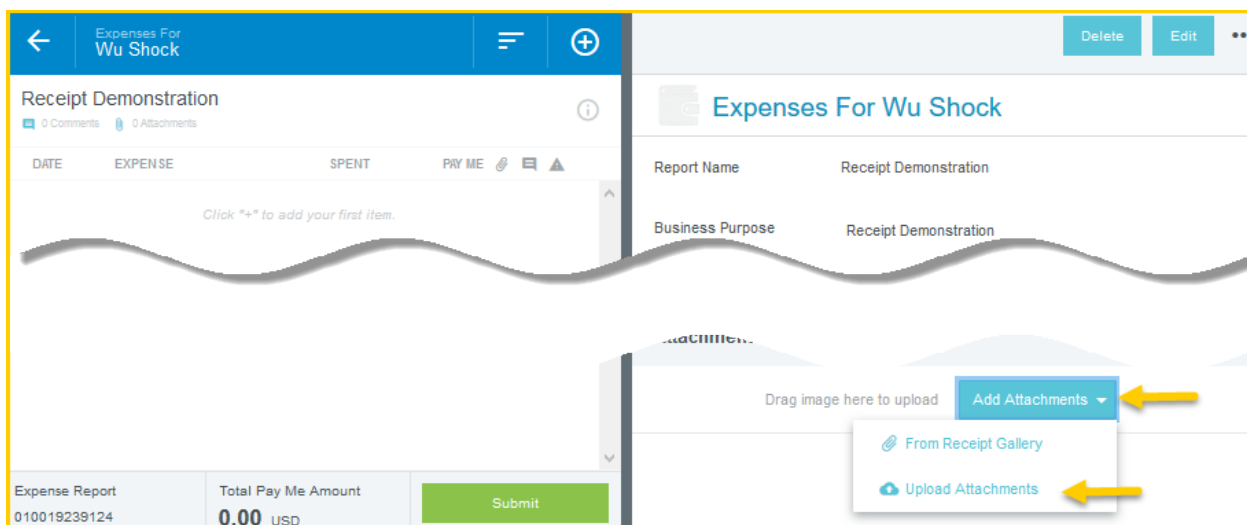 Expenses For
Wu Shock
Receipt Demonstration
0 Comments 0 Attachments
DATE EXPENSE SPENT PAY ME
Click "+" to add your first item.
Expense Report
010019239124
Total Pay Me Amount
0.00 USD
Submit
Delete Edit
Expenses For Wu Shock
Report Name Receipt Demonstration
Business Purpose Receipt Demonstration
Drag image here to upload Add Attachments
From Receipt Gallery
Upload Attachments